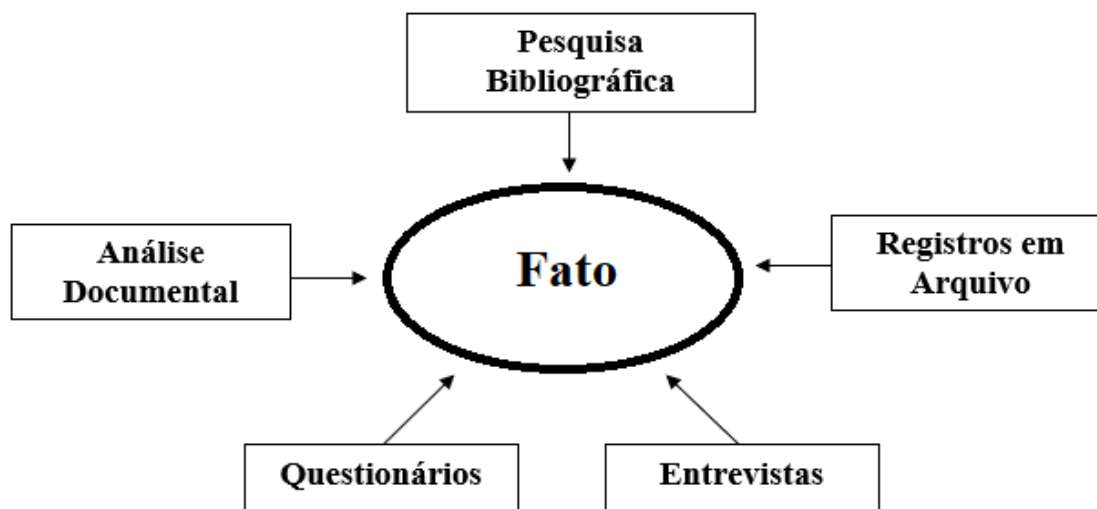 Pesquisa
Bibliográfica
Análise
Documental
Fato
Registros em
Arquivo
Questionários
Entrevistas